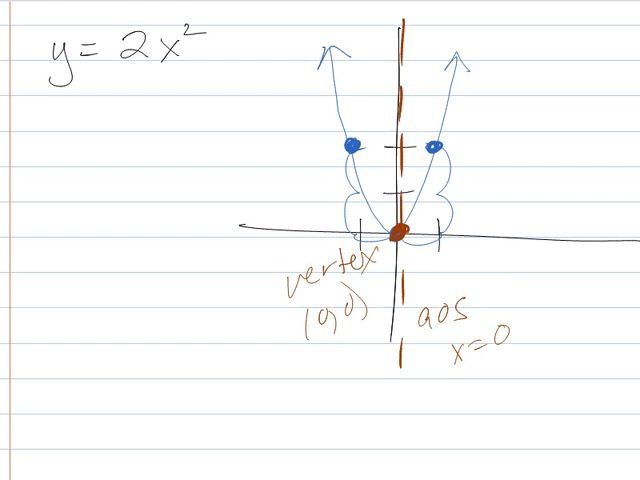 y = 2x²
vertex
(0,0)
aos
x=0